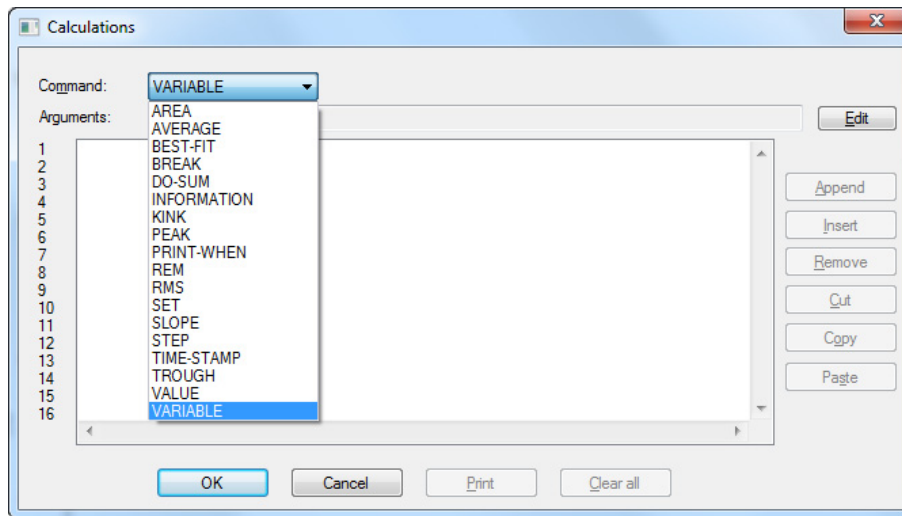 Calculations
Command: VARIABLE
Arguments: Edit
AREA
AVERAGE
BEST-FIT
BREAK
DO-SUM
INFORMATION
KINK
PEAK
PRINT-WHEN
REM
RMS
SET
SLOPE
STEP
TIME-STAMP
TROUGH
VALUE
VARIABLE
1
2
3
4
5
6
7
8
9
10
11
12
13
14
15
16
Append
Insert
Remove
Cut
Copy
Paste
OK Cancel Print Clear all